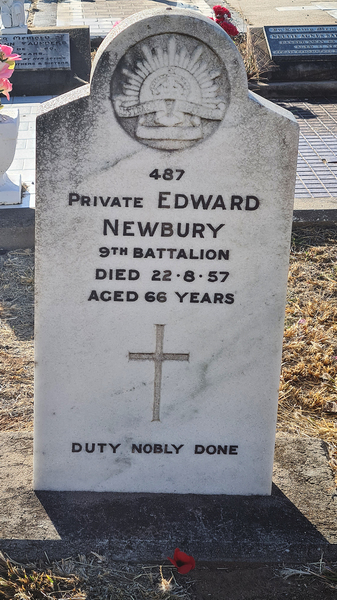 487
PRIVATE EDWARD
NEWBURY
9TH BATTALION
DIED 22·8·57
AGED 66 YEARS
DUTY NOBLY DONE